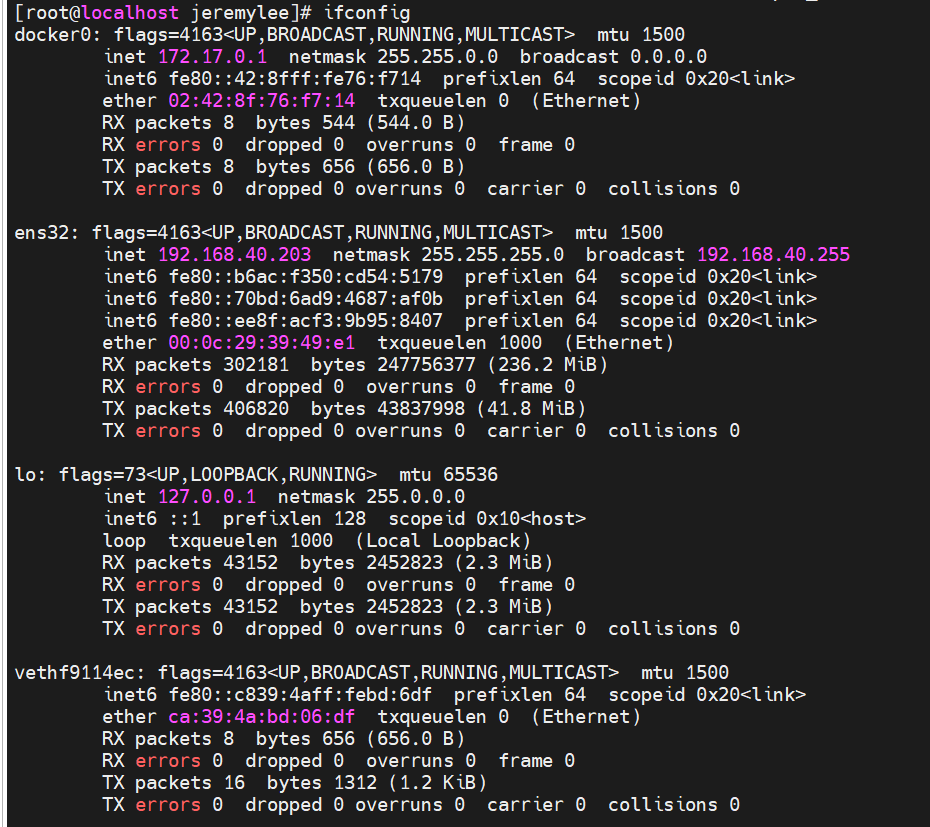 [root@localhost jeremylee]# ifconfig
docker0: flags=4163<UP,BROADCAST,RUNNING,MULTICAST>  mtu 1500
        inet 172.17.0.1  netmask 255.255.0.0  broadcast 0.0.0.0
        inet6 fe80::42:8fff:fe76:f714  prefixlen 64  scopeid 0x20<link>
        ether 02:42:8f:76:f7:14  txqueuelen 0  (Ethernet)
        RX packets 8  bytes 544 (544.0 B)
        RX errors 0  dropped 0  overruns 0  frame 0
        TX packets 8  bytes 656 (656.0 B)
        TX errors 0  dropped 0 overruns 0  carrier 0  collisions 0

ens32: flags=4163<UP,BROADCAST,RUNNING,MULTICAST>  mtu 1500
        inet 192.168.40.203  netmask 255.255.255.0  broadcast 192.168.40.255
        inet6 fe80::b6ac:f350:cd54:5179  prefixlen 64  scopeid 0x20<link>
        inet6 fe80::70bd:6ad9:4687:af0b  prefixlen 64  scopeid 0x20<link>
        inet6 fe80::ee8f:acf3:9b95:8407  prefixlen 64  scopeid 0x20<link>
        ether 00:0c:29:39:49:e1  txqueuelen 1000  (Ethernet)
        RX packets 302181  bytes 247756377 (236.2 MiB)
        RX errors 0  dropped 0  overruns 0  frame 0
        TX packets 406820  bytes 43837998 (41.8 MiB)
        TX errors 0  dropped 0 overruns 0  carrier 0  collisions 0

lo: flags=73<UP,LOOPBACK,RUNNING>  mtu 65536
        inet 127.0.0.1  netmask 255.0.0.0
        inet6 ::1  prefixlen 128  scopeid 0x10<host>
        loop  txqueuelen 1000  (Local Loopback)
        RX packets 43152  bytes 2452823 (2.3 MiB)
        RX errors 0  dropped 0  overruns 0  frame 0
        TX packets 43152  bytes 2452823 (2.3 MiB)
        TX errors 0  dropped 0 overruns 0  carrier 0  collisions 0

vethf9114ec: flags=4163<UP,BROADCAST,RUNNING,MULTICAST>  mtu 1500
        inet6 fe80::c839:4aff:febd:6df  prefixlen 64  scopeid 0x20<link>
        ether ca:39:4a:bd:06:df  txqueuelen 0  (Ethernet)
        RX packets 8  bytes 656 (656.0 B)
        RX errors 0  dropped 0  overruns 0  frame 0
        TX packets 16  bytes 1312 (1.2 KiB)
        TX errors 0  dropped 0 overruns 0  carrier 0  collisions 0